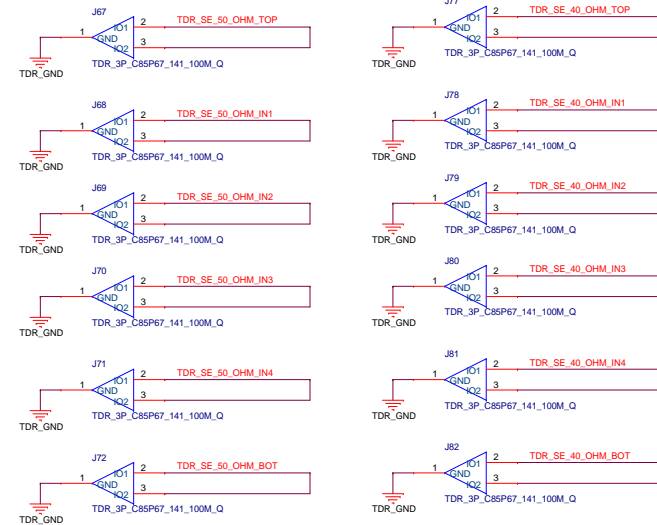 J67
1
GND
IO1
IO2
2
3
TDR_SE_50_OHM_TOP
TDR_GND
TDR_3P_C85P67_141_100M_Q
J77
1
GND
IO1
IO2
2
3
TDR_SE_40_OHM_TOP
TDR_GND
TDR_3P_C85P67_141_100M_Q
J68
1
GND
IO1
IO2
2
3
TDR_SE_50_OHM_IN1
TDR_GND
TDR_3P_C85P67_141_100M_Q
J78
1
GND
IO1
IO2
2
3
TDR_SE_40_OHM_IN1
TDR_GND
TDR_3P_C85P67_141_100M_Q
J69
1
GND
IO1
IO2
2
3
TDR_SE_50_OHM_IN2
TDR_GND
TDR_3P_C85P67_141_100M_Q
J79
1
GND
IO1
IO2
2
3
TDR_SE_40_OHM_IN2
TDR_GND
TDR_3P_C85P67_141_100M_Q
J70
1
GND
IO1
IO2
2
3
TDR_SE_50_OHM_IN3
TDR_GND
TDR_3P_C85P67_141_100M_Q
J80
1
GND
IO1
IO2
2
3
TDR_SE_40_OHM_IN3
TDR_GND
TDR_3P_C85P67_141_100M_Q
J71
1
GND
IO1
IO2
2
3
TDR_SE_50_OHM_IN4
TDR_GND
TDR_3P_C85P67_141_100M_Q
J81
1
GND
IO1
IO2
2
3
TDR_SE_40_OHM_IN4
TDR_GND
TDR_3P_C85P67_141_100M_Q
J72
1
GND
IO1
IO2
2
3
TDR_SE_50_OHM_BOT
TDR_GND
TDR_3P_C85P67_141_100M_Q
J82
1
GND
IO1
IO2
2
3
TDR_SE_40_OHM_BOT
TDR_GND
TDR_3P_C85P67_141_100M_Q